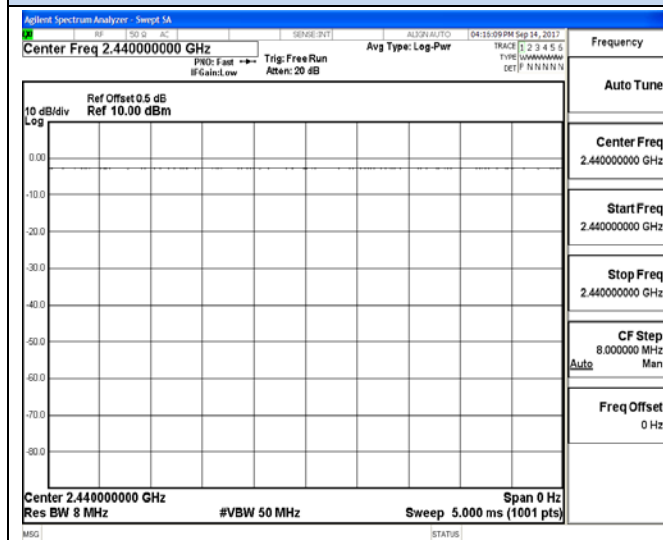 Agilent Spectrum Analyzer - Swept SA
RF 50 Ω AC SENSE:INT ALIGN AUTO 04:15:09 PM Sep 14, 2017
Center Freq 2.440000000 GHz
PNO: Fast
IFGain:Low
Trig: Free Run
Atten: 20 dB
Avg Type: Log-Pwr
TRACE 1 2 3 4 5 6
TYPE
DET P N N N N N
Frequency
Auto Tune
Ref Offset 0.5 dB
10 dB/div Ref 10.00 dBm
Log
0.00
-10.0
-20.0
-30.0
-40.0
-50.0
-60.0
-70.0
-80.0
Center Freq
2.440000000 GHz
Start Freq
2.440000000 GHz
Stop Freq
2.440000000 GHz
CF Step
8.000000 MHz
Auto Man
Freq Offset
0 Hz
Center 2.440000000 GHz Span 0 Hz
Res BW 8 MHz #VBW 50 MHz Sweep 5.000 ms (1001 pts)
MSG STATUS